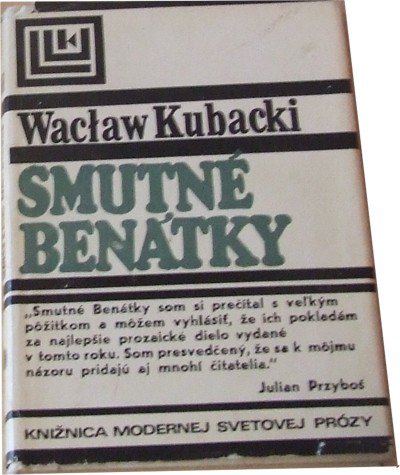 Wacław Kubacki
SMUTNÉ
BENÁTKY
„Smutné Benátky som si prečítal s veľkým
pôžitkom a môžem vyhlásiť, že ich pokladám
za najlepšie prozaické dielo vydané
v tomto roku. Som presvedčený, že sa k môjmu
názoru pridajú aj mnohí čitatelia."
Julian Przyboś
KNIŽNICA MODERNEJ SVETOVEJ PRÓZY